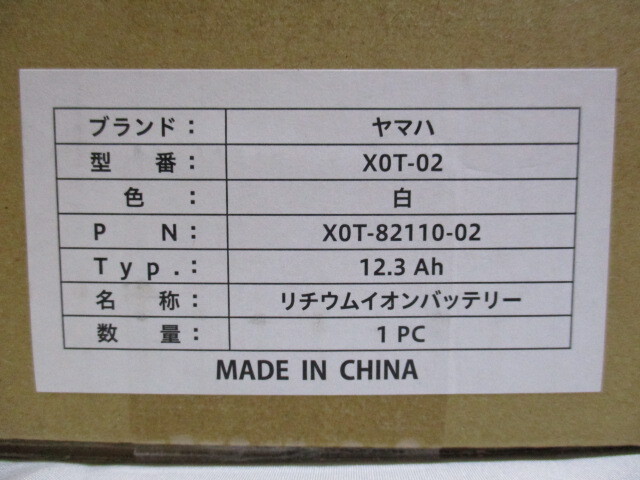 ブランド： ヤマハ
型　番： X0T-02
色　： 白
P　N： X0T-82110-02
Typ.： 12.3 Ah
名　称： リチウムイオンバッテリー
数　量： 1 PC
MADE IN CHINA